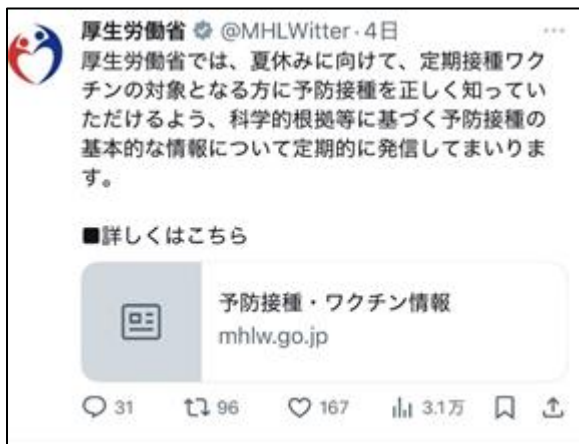 厚生労働省 @MHLWitter·4日
厚生労働省では、夏休みに向けて、定期接種ワク
チンの対象となる方に予防接種を正しく知ってい
ただけるよう、科学的根拠等に基づく予防接種の
基本的な情報について定期的に発信してまいりま
す。
■詳しくはこちら
予防接種・ワクチン情報
mhlw.go.jp
31 96 167 3.1万